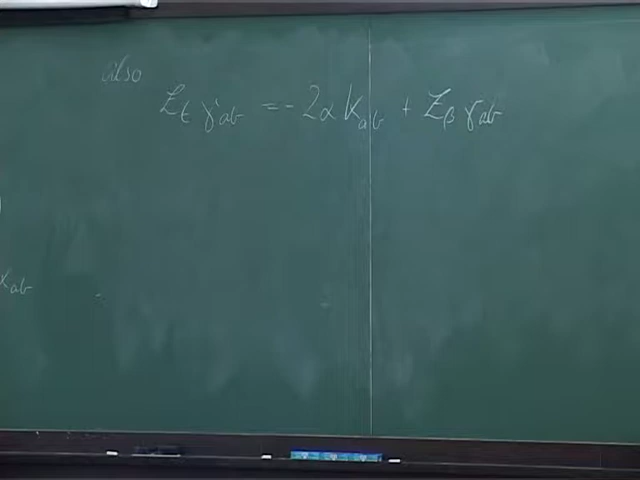 also
ℒ_t γ_ab = -2α K_ab + ℒ_β γ_ab
K_ab